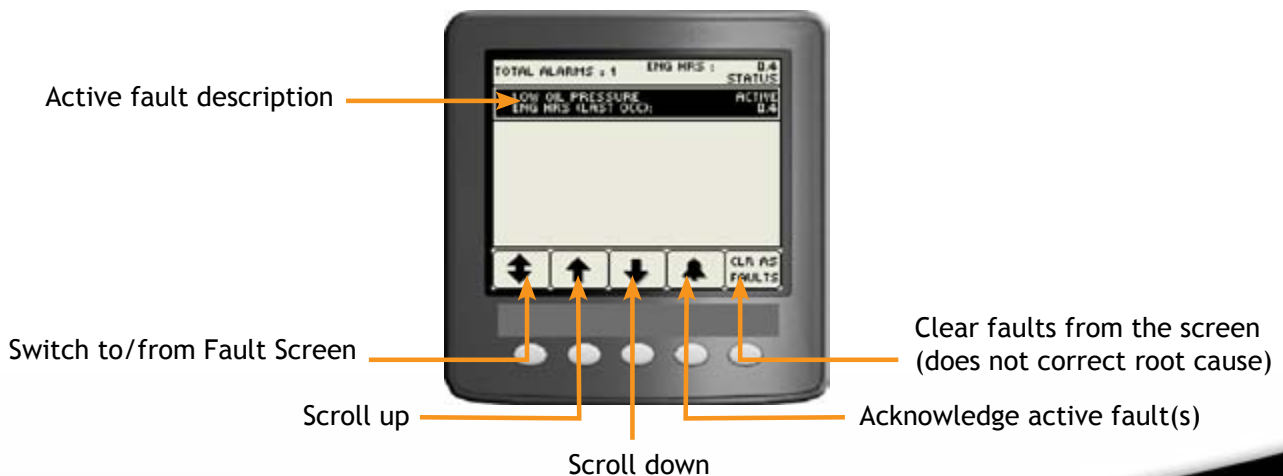 TOTAL ALARMS : 1 ENG HRS : 0.4
STATUS
Active fault description
LOW OIL PRESSURE ACTIVE
ENG HRS (LAST OCC): 0.4
CLR AS
FAULTS
Switch to/from Fault Screen
Clear faults from the screen
(does not correct root cause)
Scroll up
Acknowledge active fault(s)
Scroll down